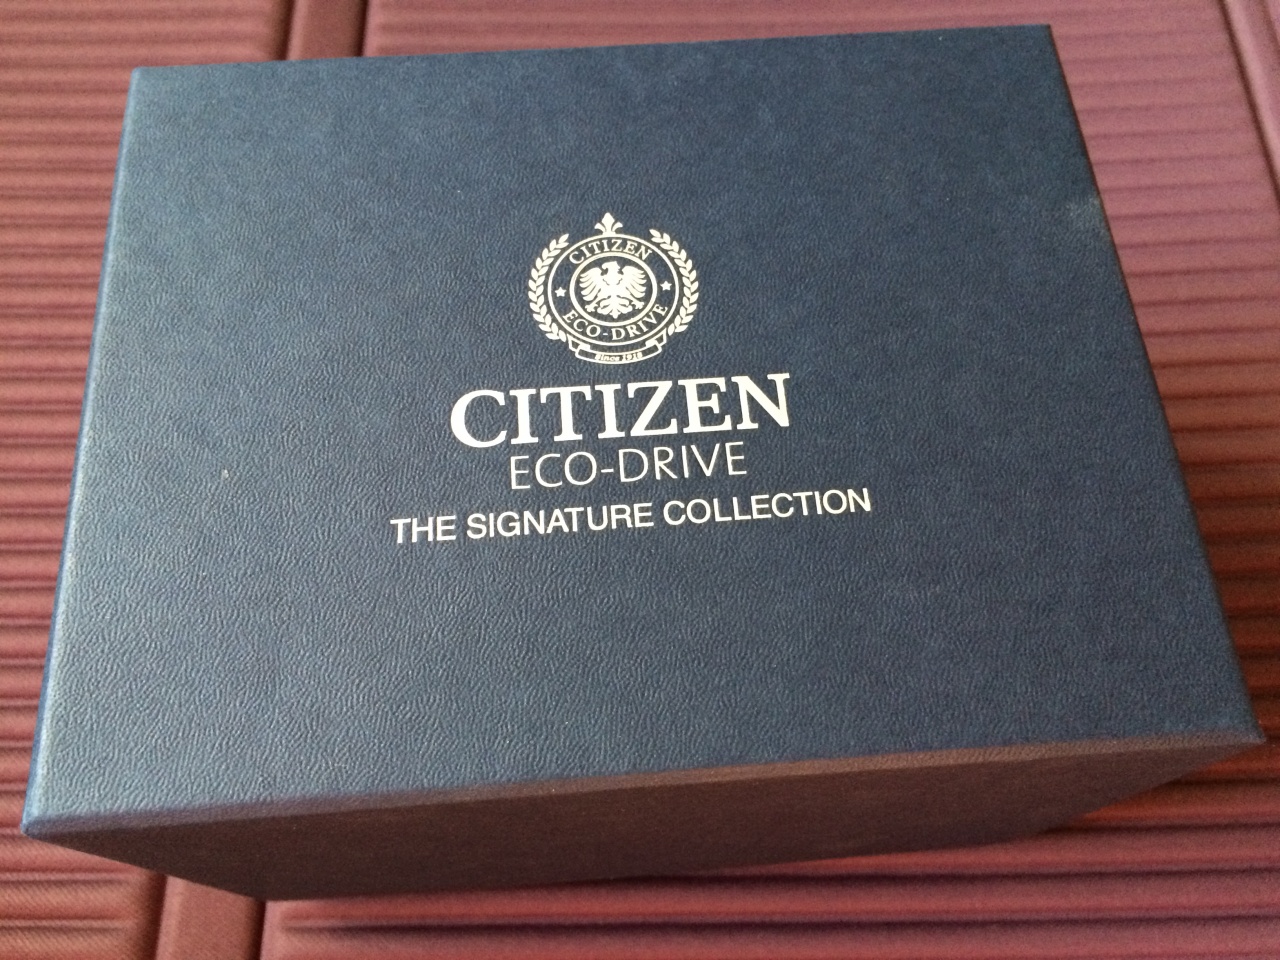 CITIZEN
ECO-DRIVE
Since 1918
CITIZEN
ECO-DRIVE
THE SIGNATURE COLLECTION